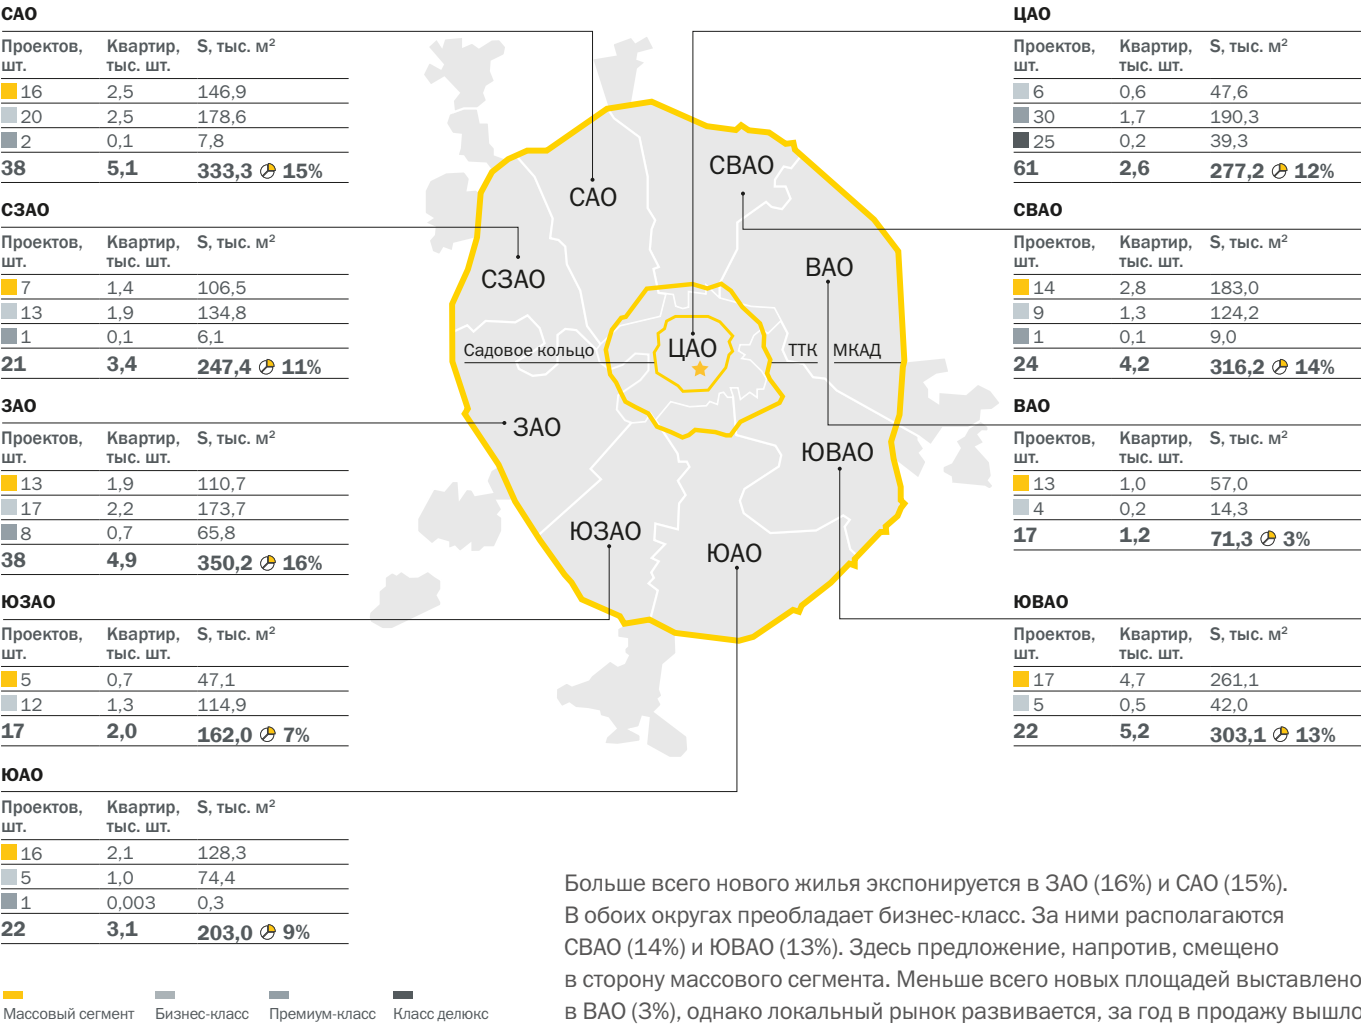 САО
Проектов, Квартир, S, тыс. м²
шт. тыс. шт.
16 2,5 146,9
20 2,5 178,6
2 0,1 7,8
38 5,1 333,3 15%
СЗАО
Проектов, Квартир, S, тыс. м²
шт. тыс. шт.
7 1,4 106,5
13 1,9 134,8
1 0,1 6,1
21 3,4 247,4 11%
ЗАО
Проектов, Квартир, S, тыс. м²
шт. тыс. шт.
13 1,9 110,7
17 2,2 173,7
8 0,7 65,8
38 4,9 350,2 16%
ЮЗАО
Проектов, Квартир, S, тыс. м²
шт. тыс. шт.
5 0,7 47,1
12 1,3 114,9
17 2,0 162,0 7%
ЮАО
Проектов, Квартир, S, тыс. м²
шт. тыс. шт.
16 2,1 128,3
5 1,0 74,4
1 0,003 0,3
22 3,1 203,0 9%
Массовый сегмент Бизнес-класс Премиум-класс Класс делюкс
СВАО
САО
ВАО
СЗАО
Садовое кольцо ЦАО ТТК МКАД
ЗАО
ЮВАО
ЮЗАО
ЮАО
ЦАО
Проектов, Квартир, S, тыс. м²
шт. тыс. шт.
6 0,6 47,6
30 1,7 190,3
25 0,2 39,3
61 2,6 277,2 12%
СВАО
Проектов, Квартир, S, тыс. м²
шт. тыс. шт.
14 2,8 183,0
9 1,3 124,2
1 0,1 9,0
24 4,2 316,2 14%
ВАО
Проектов, Квартир, S, тыс. м²
шт. тыс. шт.
13 1,0 57,0
4 0,2 14,3
17 1,2 71,3 3%
ЮВАО
Проектов, Квартир, S, тыс. м²
шт. тыс. шт.
17 4,7 261,1
5 0,5 42,0
22 5,2 303,1 13%
Больше всего нового жилья экспонируется в ЗАО (16%) и САО (15%).
В обоих округах преобладает бизнес-класс. За ними располагаются
СВАО (14%) и ЮВАО (13%). Здесь предложение, напротив, смещено
в сторону массового сегмента. Меньше всего новых площадей выставлено
в ВАО (3%), однако локальный рынок развивается, за год в продажу вышло